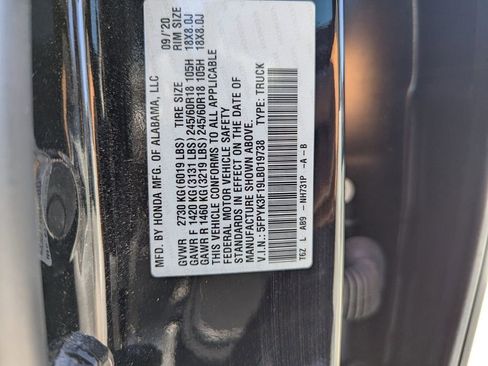 MFD. BY HONDA MFG. OF ALABAMA, LLC 09/'20
TIRE SIZE RIM SIZE
GVWR 2730 KG (6019 LBS)
GAWR F 1420 KG (3131 LBS) 245/60R18 105H 18X8.0J
GAWR R 1460 KG (3219 LBS) 245/60R18 105H 18X8.0J
THIS VEHICLE CONFORMS TO ALL APPLICABLE
FEDERAL MOTOR VEHICLE SAFETY
STANDARDS IN EFFECT ON THE DATE OF
MANUFACTURE SHOWN ABOVE.
V.I.N.: 5FPYK3F19LB019738 TYPE: TRUCK
T6Z L AB9 -NH731P -A -B